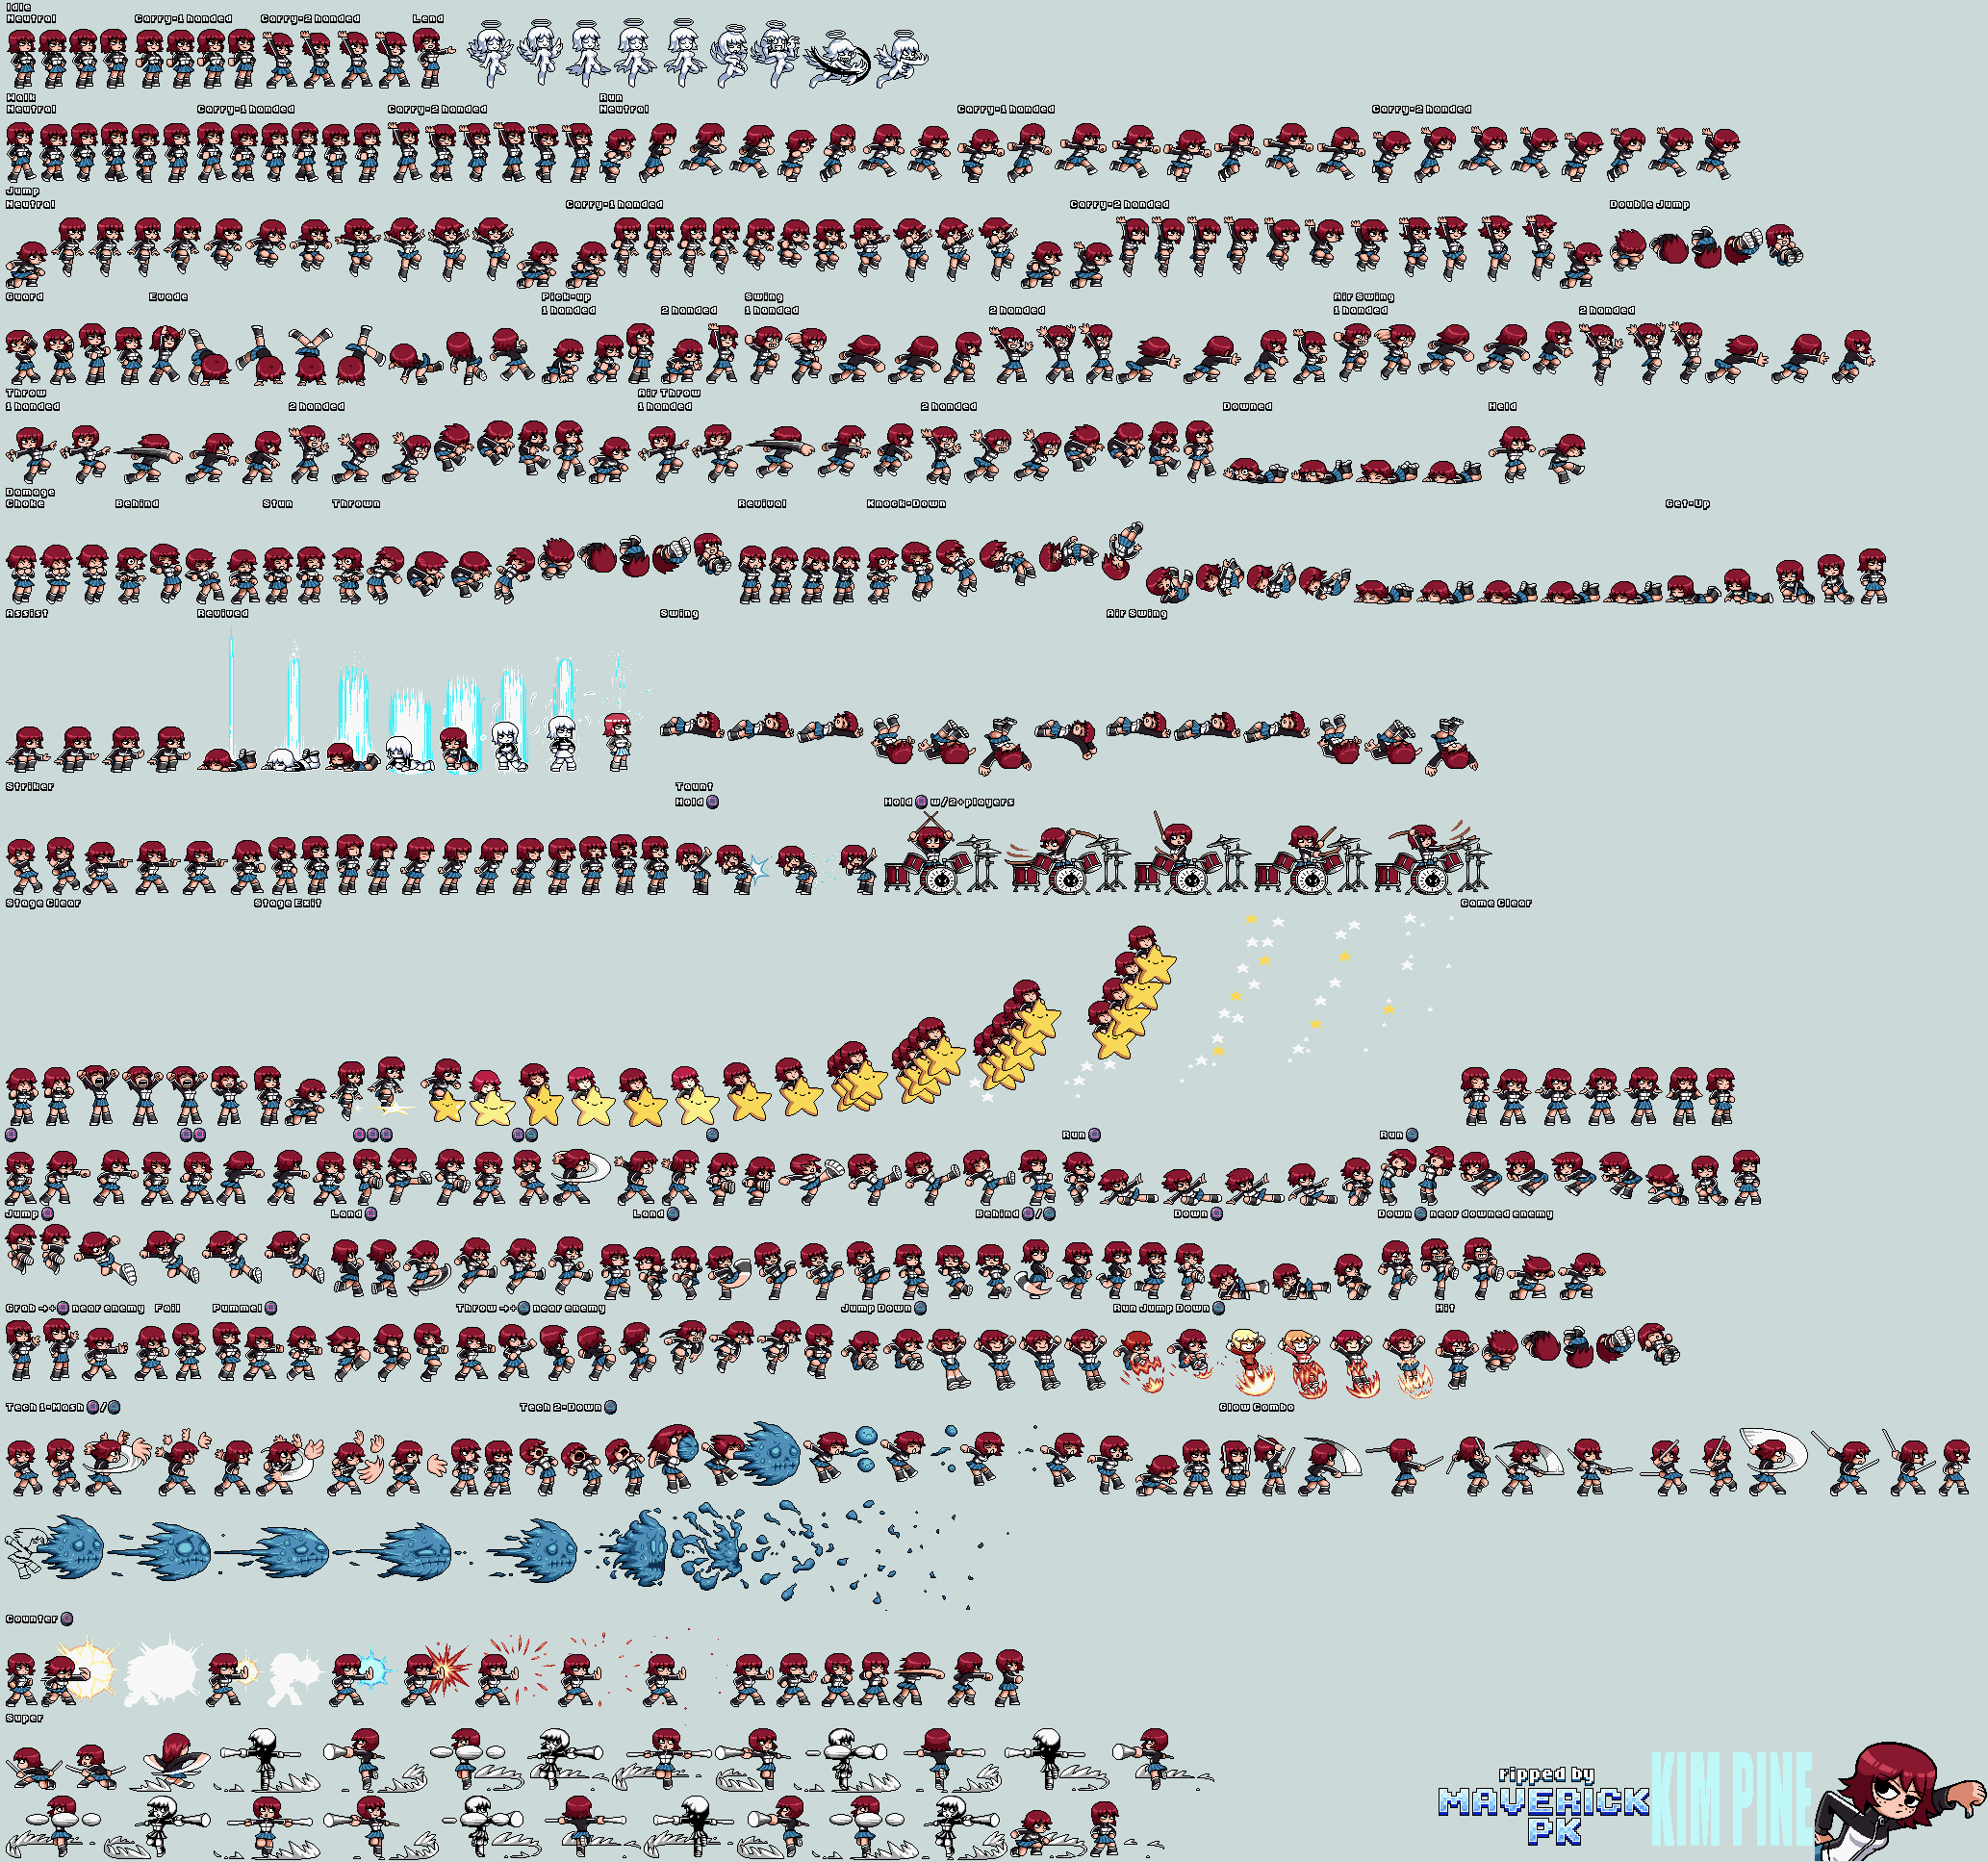 Idle
Neutral Carry-1 handed Carry-2 handed Lend
Walk Run
Neutral Carry-1 handed Carry-2 handed Neutral Carry-1 handed Carry-2 handed
Jump
Neutral Carry-1 handed Carry-2 handed Double Jump
Guard Evade Pick-up Swing Air Swing
1 handed 2 handed 1 handed 2 handed 1 handed 2 handed
Throw Air Throw
1 handed 2 handed 1 handed 2 handed Downed Held
Damage
Choke Behind Stun Thrown Revival Knock-Down Get-Up
Assist Revived Swing Air Swing
Striker Taunt
Hold Hold w/2+players
Stage Clear Stage Exit Game Clear
Run Run
Jump Land Land Behind / Down Down near downed enemy
Grab →+ near enemy Fail Pummel Throw →+ near enemy Jump Down Run Jump Down Hit
Tech 1-Mash / Tech 2-Down Glow Combo
Counter
Super
ripped by
MAVERICK
PK
KIM PINE